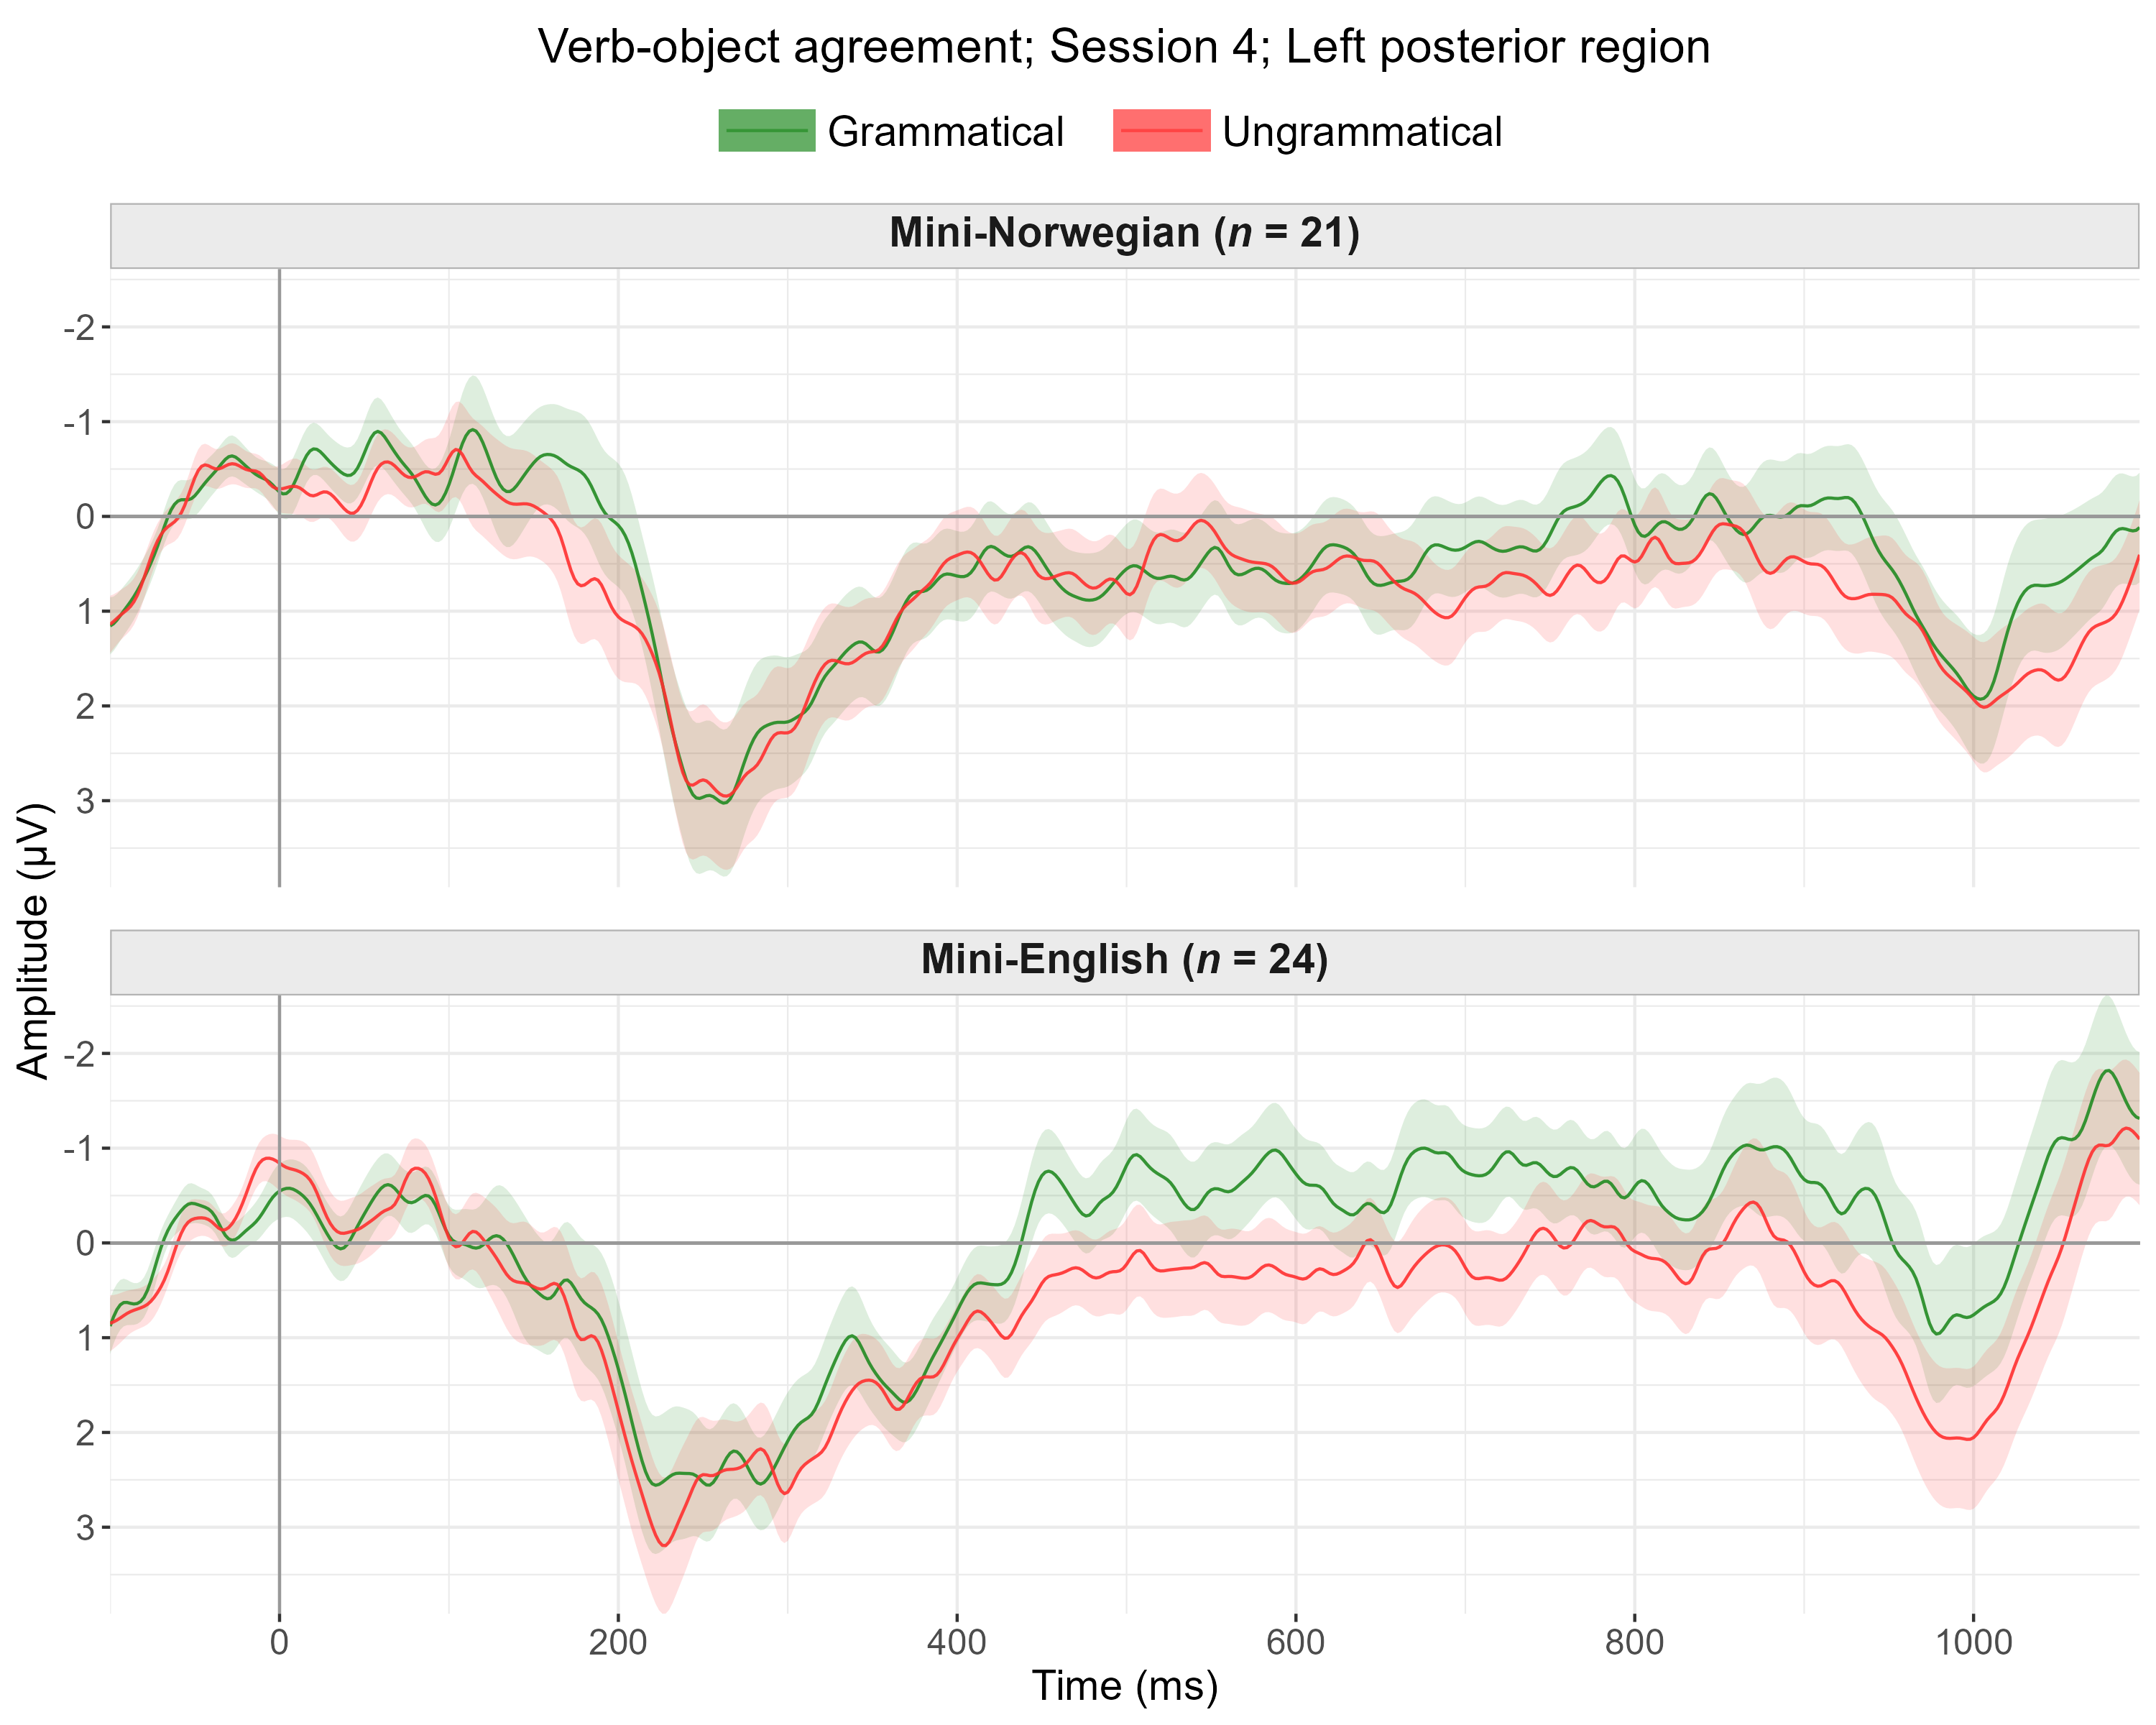 Verb-object agreement; Session 4; Left posterior region
Grammatical Ungrammatical
Mini-Norwegian (n = 21)
-2
-1
0
1
2
3
Amplitude (µV)
Mini-English (n = 24)
-2
-1
0
1
2
3
0 200 400 600 800 1000
Time (ms)